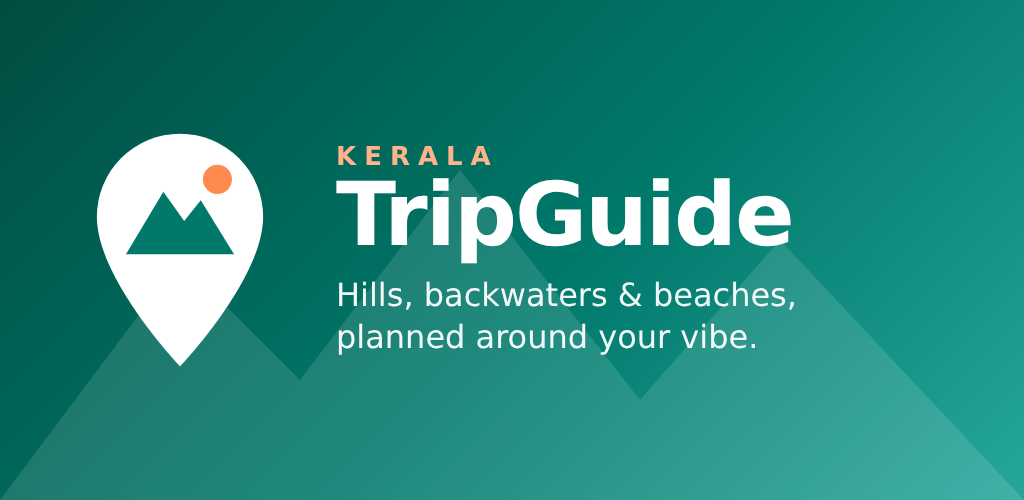 KERALA
TripGuide
Hills, backwaters & beaches,
planned around your vibe.